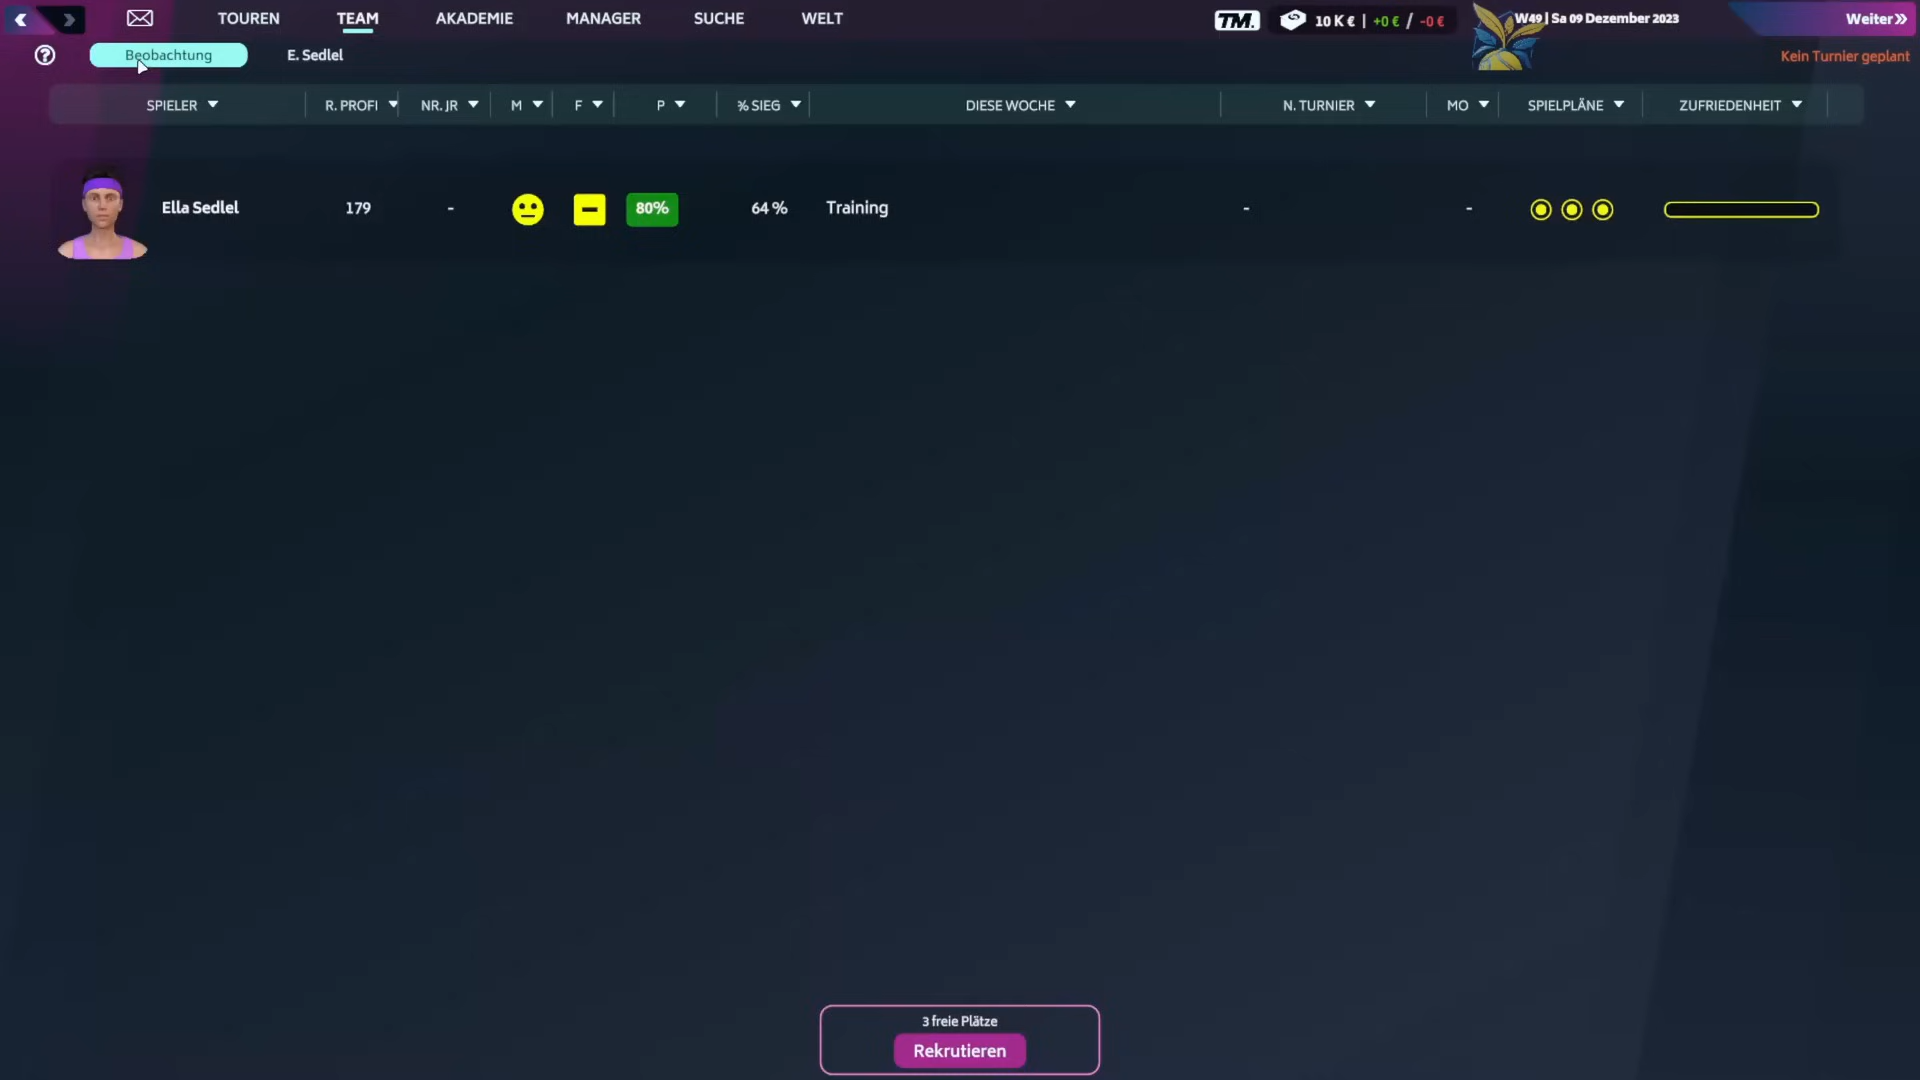 TOUREN TEAM AKADEMIE MANAGER SUCHE WELT TM. 10 K € | +0 € / -0 € W49 | Sa 09 Dezember 2023 Weiter
Beobachtung E. Sedlel Kein Turnier geplant
SPIELER R. PROFI NR. JR M F P % SIEG DIESE WOCHE N. TURNIER MO SPIELPLÄNE ZUFRIEDENHEIT
Ella Sedlel 179 - 80% 64 % Training - -
3 freie Plätze
Rekrutieren